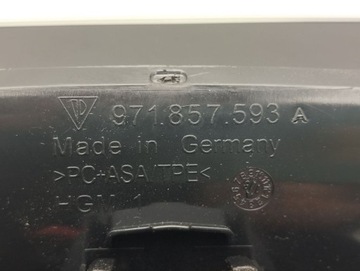 971.857.593 A
Made in Germany
>PC+ASA/TPE<
HGM 1